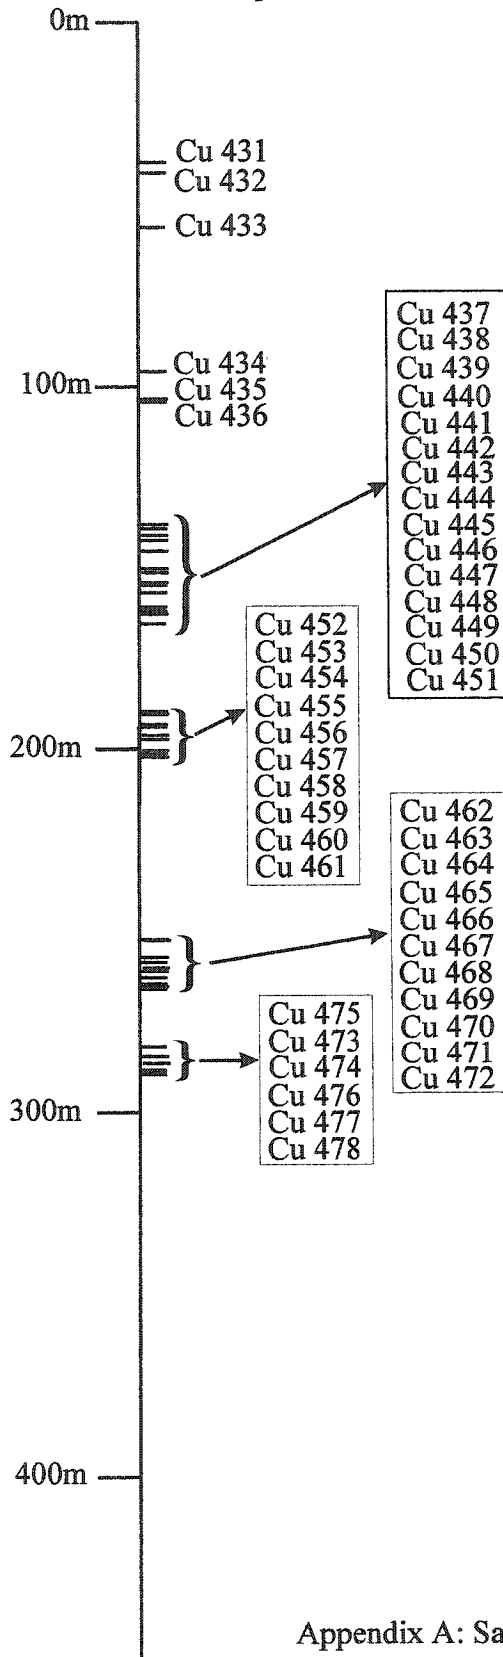 0m
Cu 431
Cu 432
Cu 433
Cu 434
100m
Cu 435
Cu 436
Cu 437
Cu 438
Cu 439
Cu 440
Cu 441
Cu 442
Cu 443
Cu 444
Cu 445
Cu 446
Cu 447
Cu 448
Cu 449
Cu 450
Cu 451
Cu 452
Cu 453
Cu 454
Cu 455
Cu 456
Cu 457
Cu 458
Cu 459
Cu 460
Cu 461
200m
Cu 462
Cu 463
Cu 464
Cu 465
Cu 466
Cu 467
Cu 468
Cu 469
Cu 470
Cu 471
Cu 472
Cu 475
Cu 473
Cu 474
Cu 476
Cu 477
Cu 478
300m
400m
Appendix A: Sa